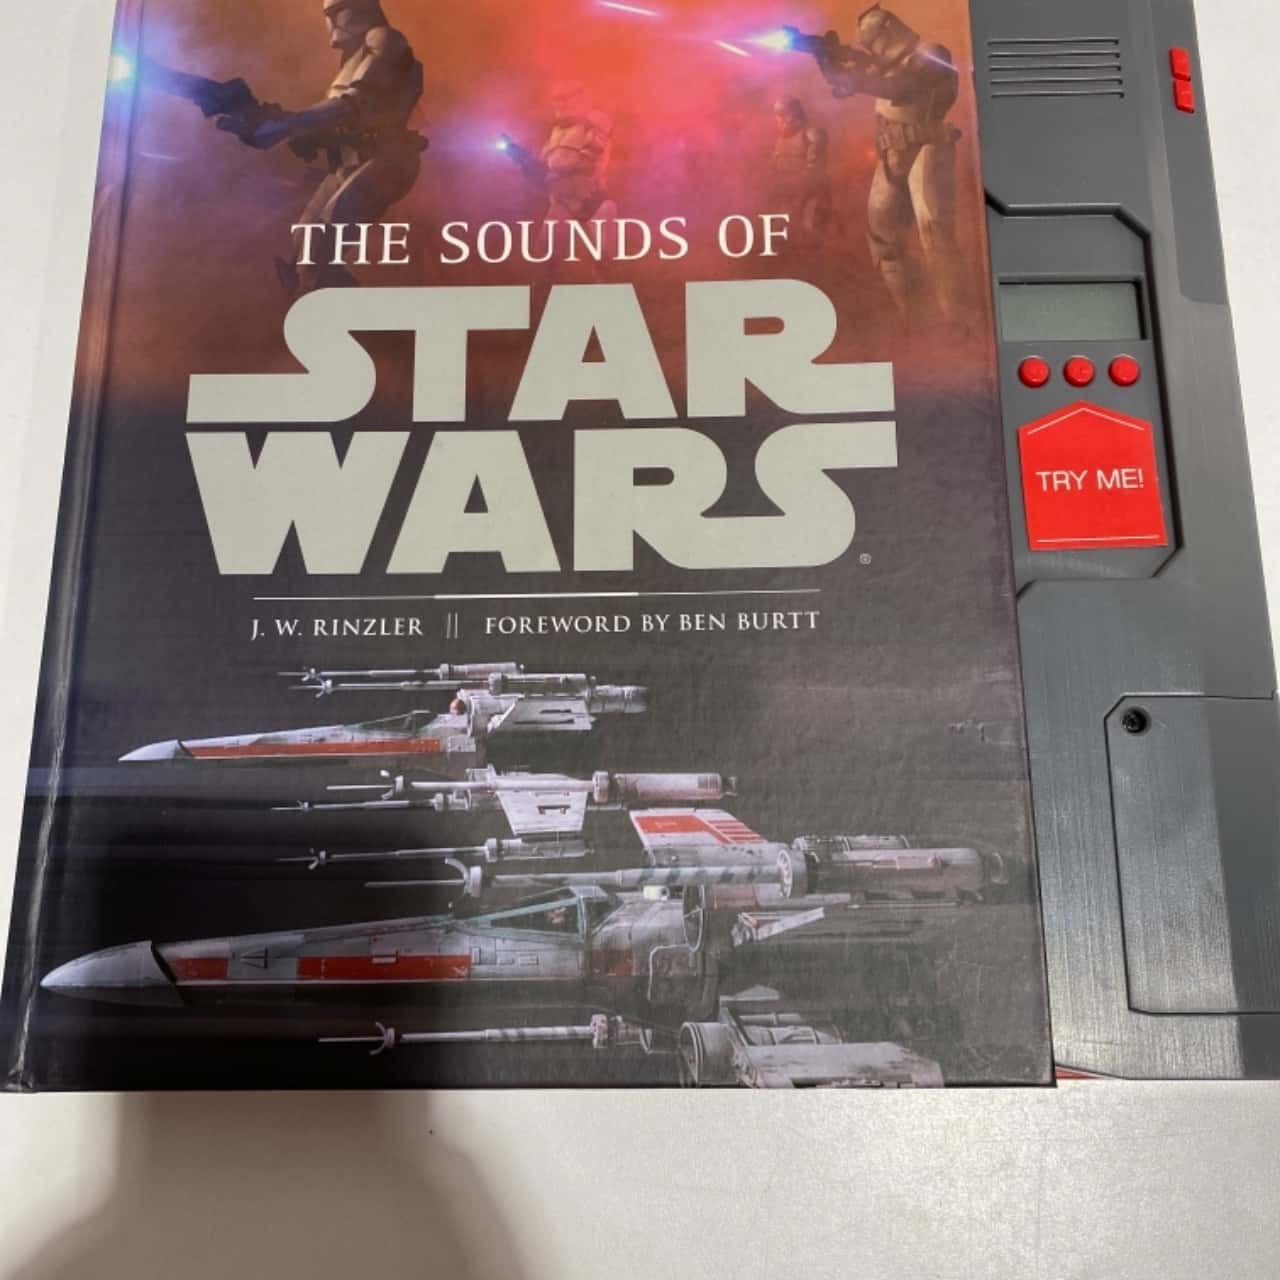 THE SOUNDS OF
STAR
WARS®
J. W. RINZLER || FOREWORD BY BEN BURTT
TRY ME!